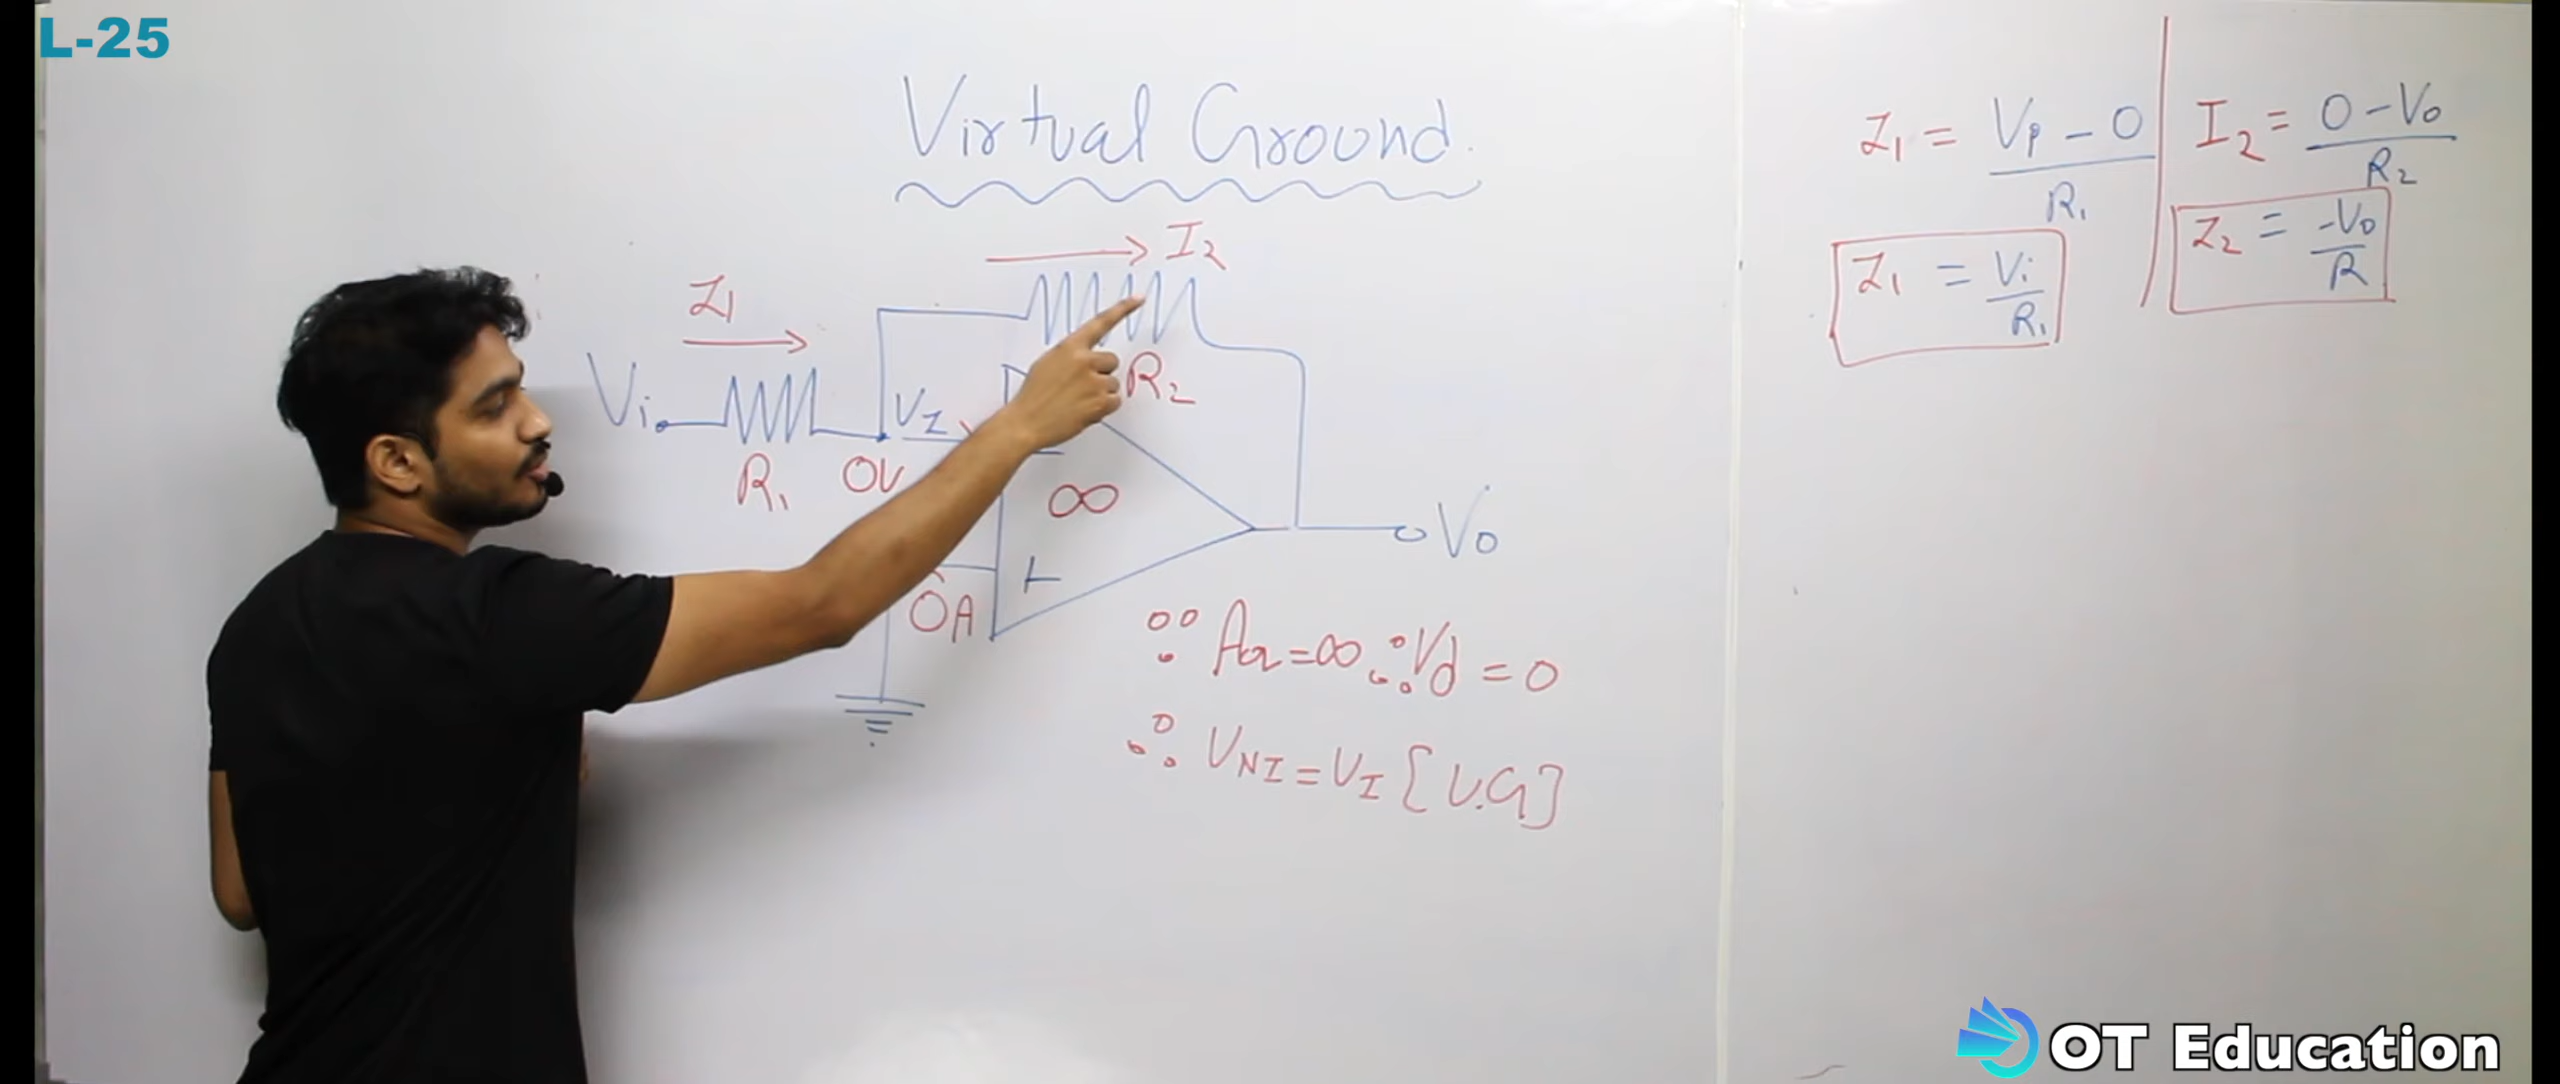 L-25
Virtual Ground.
I1
I2
Vi
R1
VI
0V
R2
-
∞
+
0A
Vo
∵ Aol=∞ ∴ Vd = 0
∴ VNI = VI [V.G]
I1 = Vi - 0 / R1
I1 = Vi / R1
I2 = 0 - Vo / R2
I2 = -Vo / R
OT Education